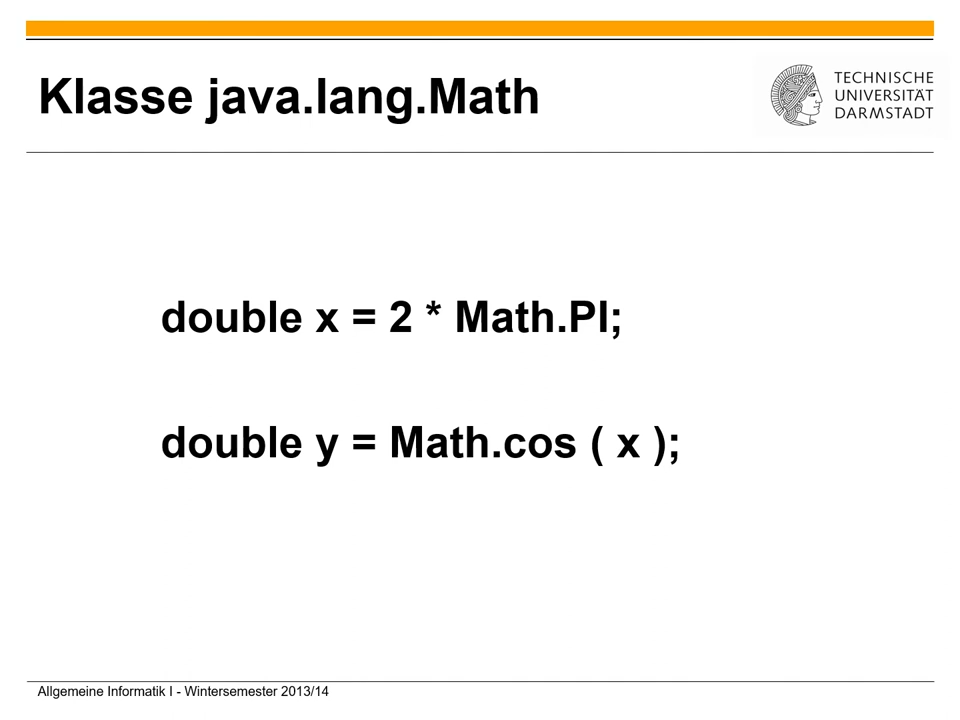 Klasse java.lang.Math
TECHNISCHE
UNIVERSITÄT
DARMSTADT
double x = 2 * Math.PI;
double y = Math.cos ( x );
Allgemeine Informatik I - Wintersemester 2013/14